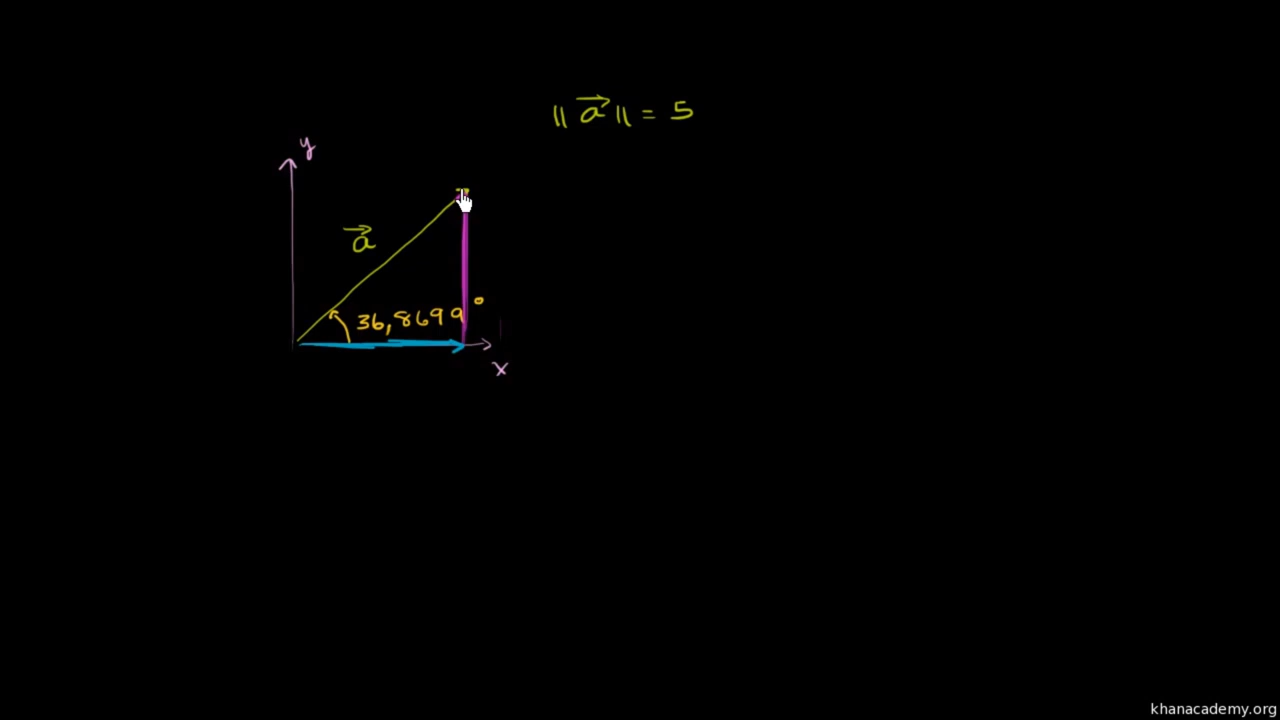 ‖a⃗‖ = 5
y
a⃗
36,8699°
x
khanacademy.org